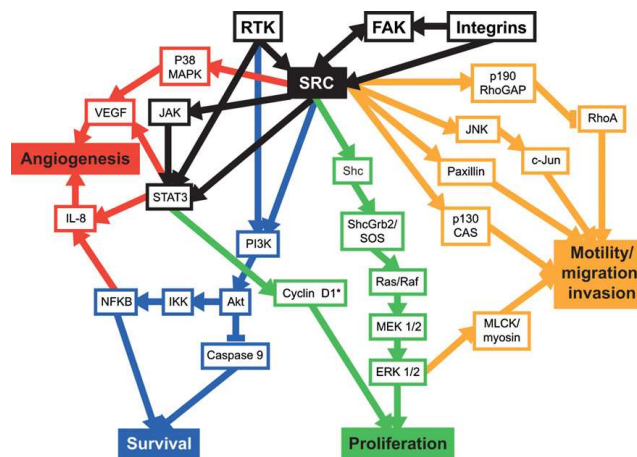 RTK
FAK
Integrins
P38
MAPK
SRC
p190
RhoGAP
VEGF
JAK
JNK
RhoA
Angiogenesis
Shc
Paxillin
c-Jun
STAT3
IL-8
ShcGrb2/
SOS
p130
CAS
PI3K
Motility/
migration
invasion
NFKB
IKK
Akt
Cyclin D1*
Ras/Raf
MEK 1/2
MLCK/
myosin
Caspase 9
ERK 1/2
Survival
Proliferation